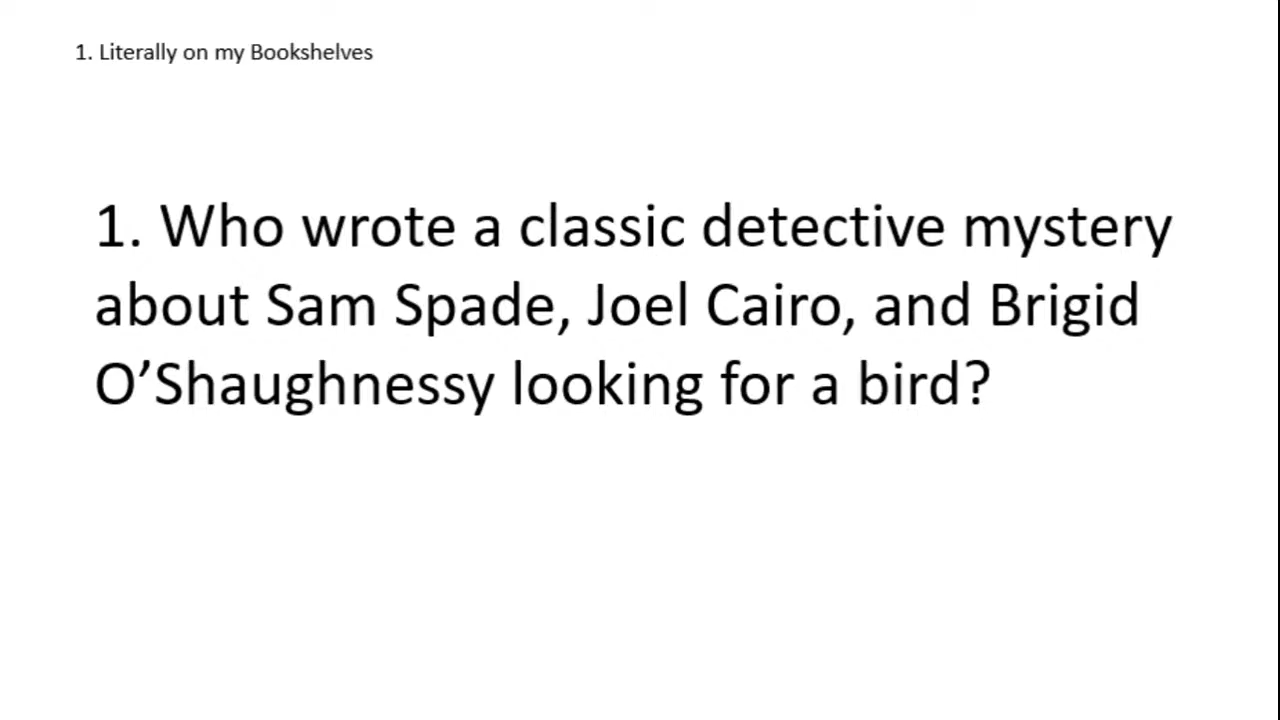 1. Literally on my Bookshelves
1. Who wrote a classic detective mystery
about Sam Spade, Joel Cairo, and Brigid
O’Shaughnessy looking for a bird?